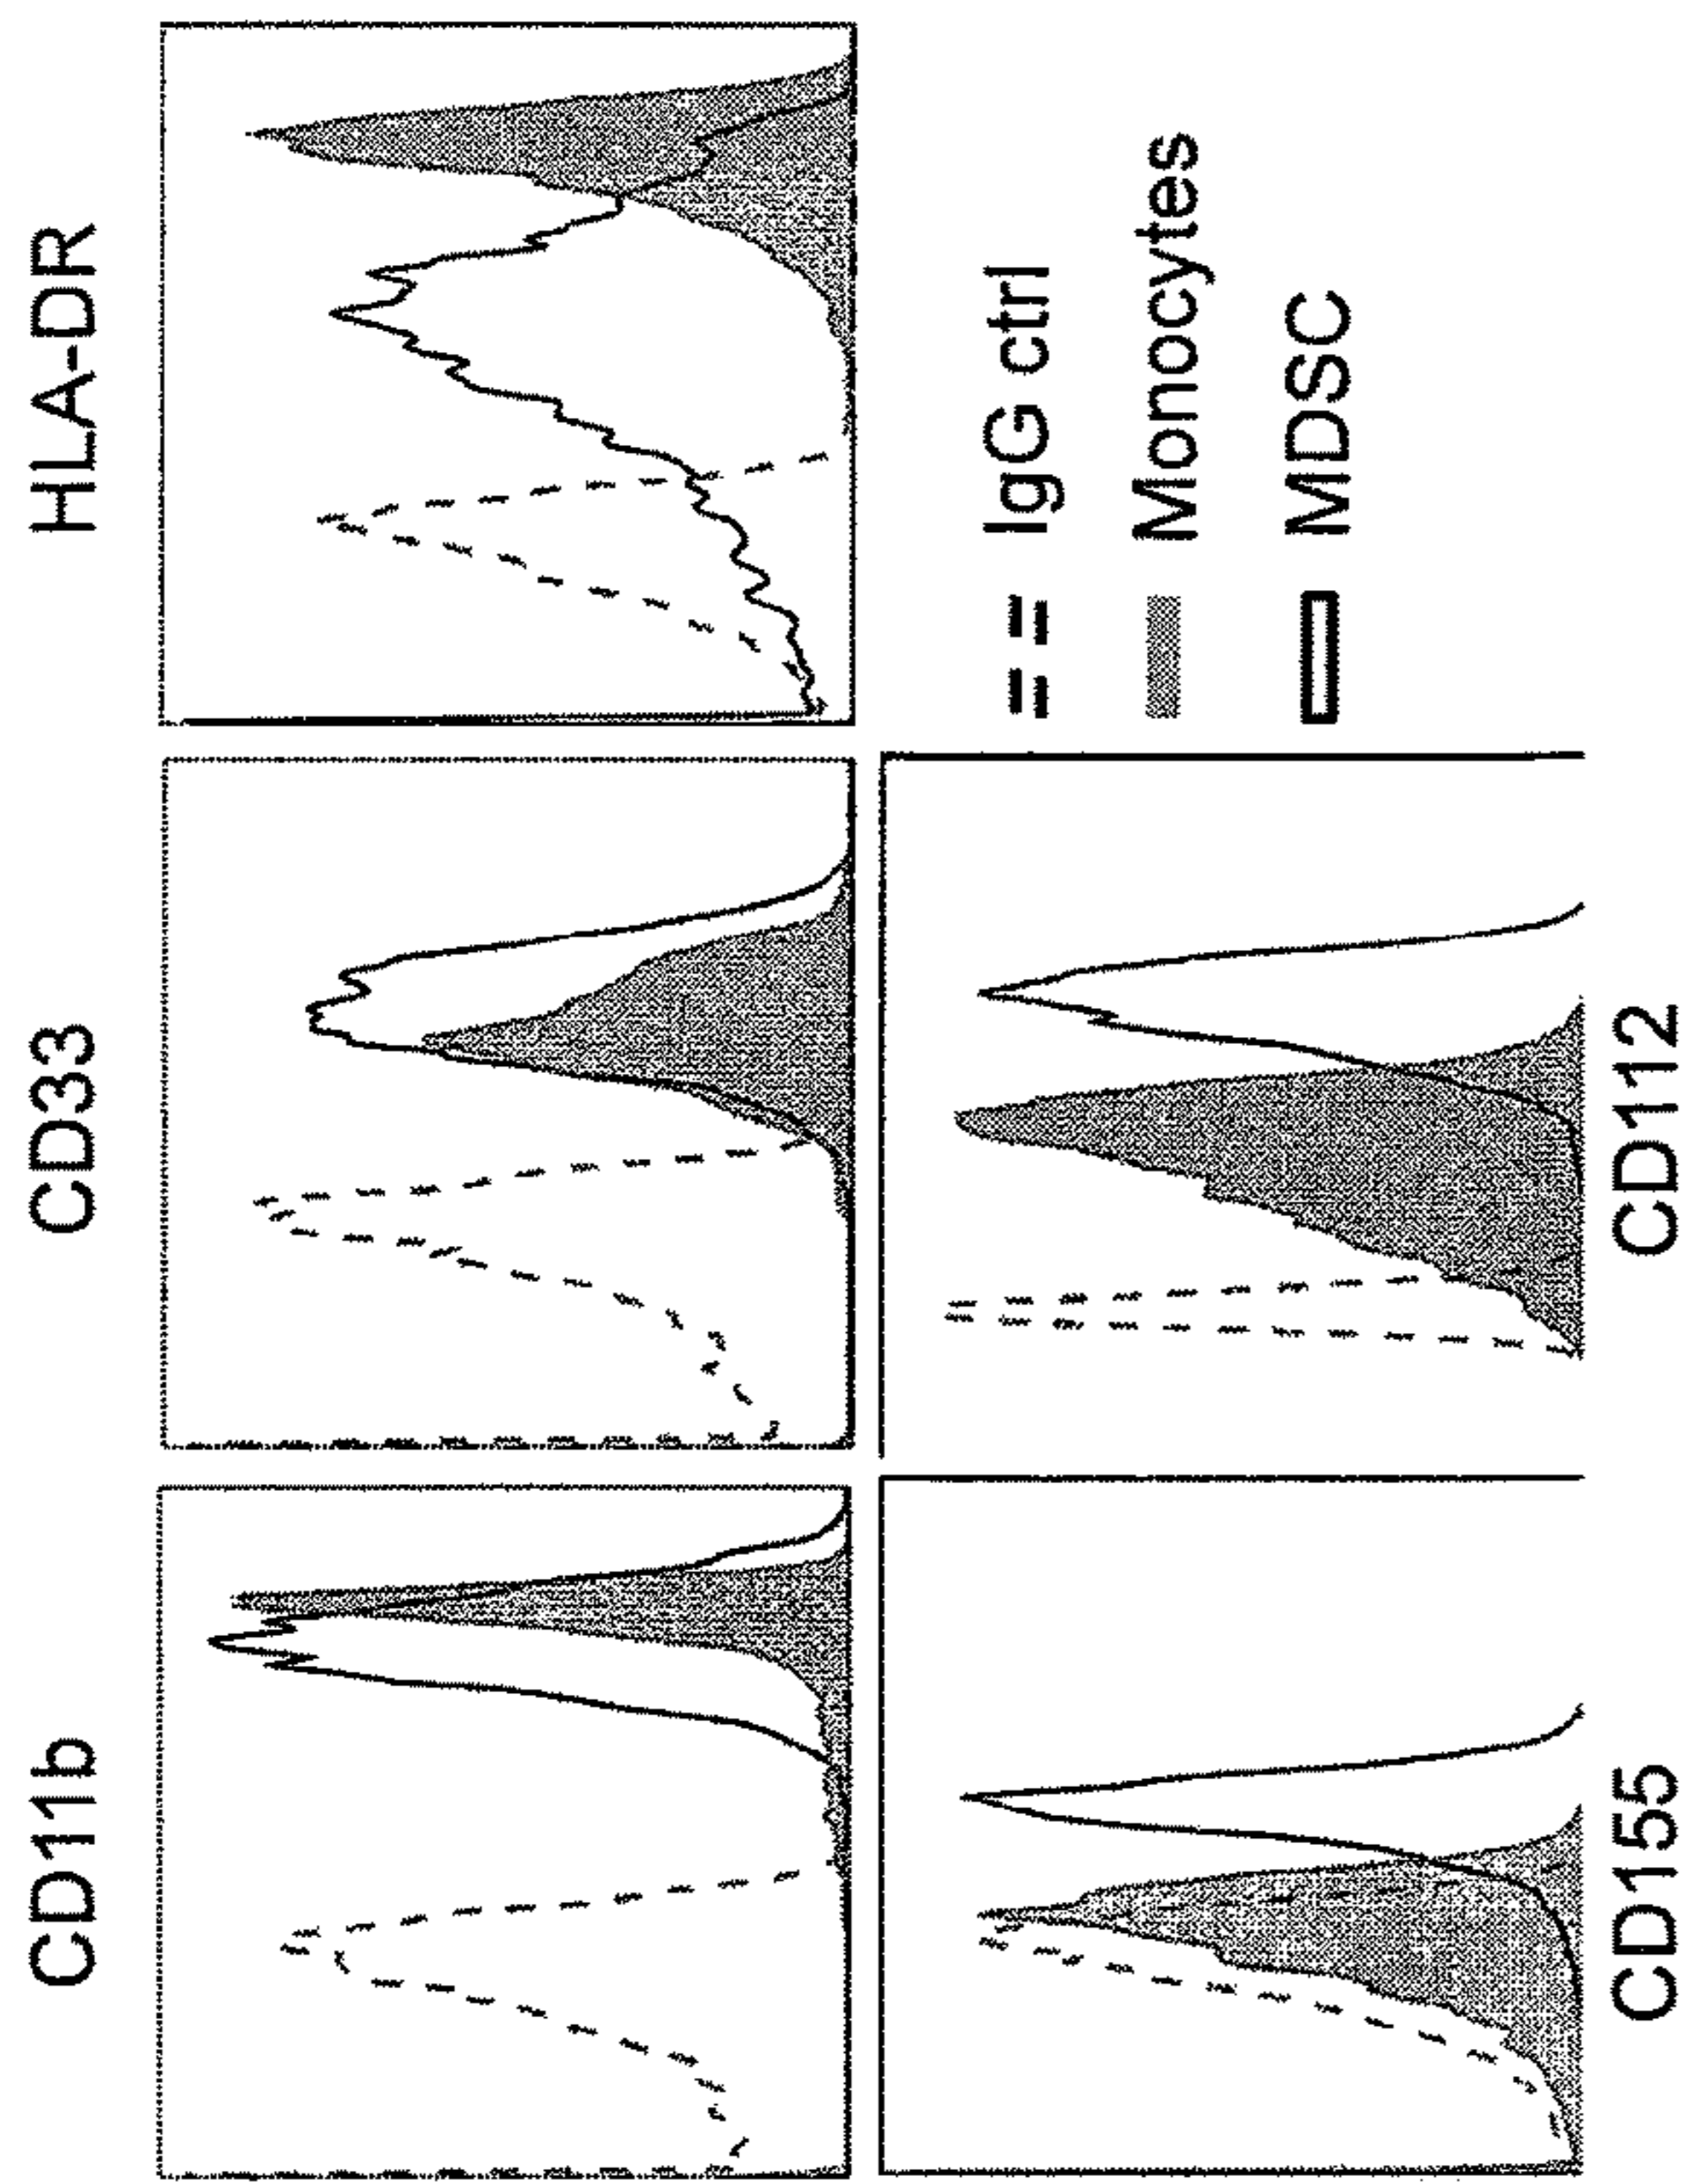 CD11b
CD33
HLA-DR
CD155
CD112
IgG ctrl
Monocytes
MDSC